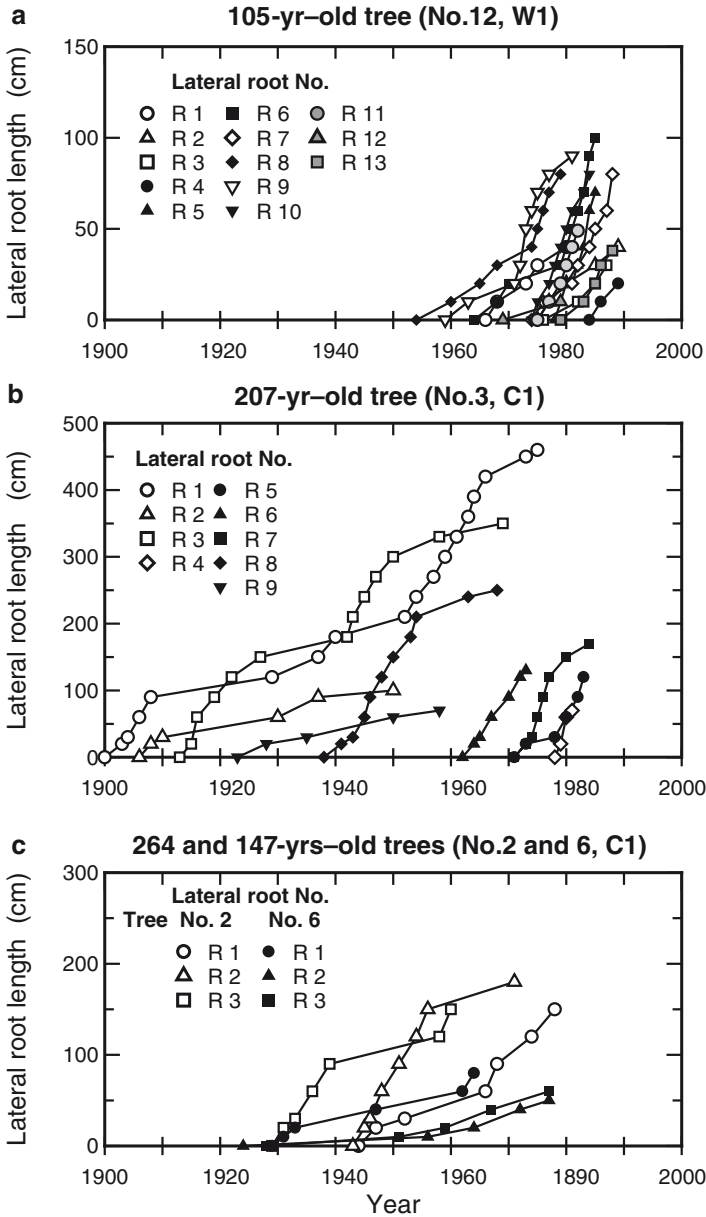 a 105-yr–old tree (No.12, W1)
Lateral root length (cm)
150
100
50
0
Lateral root No.
R 1 R 6 R 11
R 2 R 7 R 12
R 3 R 8 R 13
R 4 R 9
R 5 R 10
1900 1920 1940 1960 1980 2000
b 207-yr–old tree (No.3, C1)
Lateral root length (cm)
500
400
300
200
100
0
Lateral root No.
R 1 R 5
R 2 R 6
R 3 R 7
R 4 R 8
R 9
1900 1920 1940 1960 1980 2000
c 264 and 147-yrs–old trees (No.2 and 6, C1)
Lateral root length (cm)
300
200
100
0
Lateral root No.
Tree No. 2 No. 6
R 1 R 1
R 2 R 2
R 3 R 3
1900 1920 1940 1960 1890 2000
Year